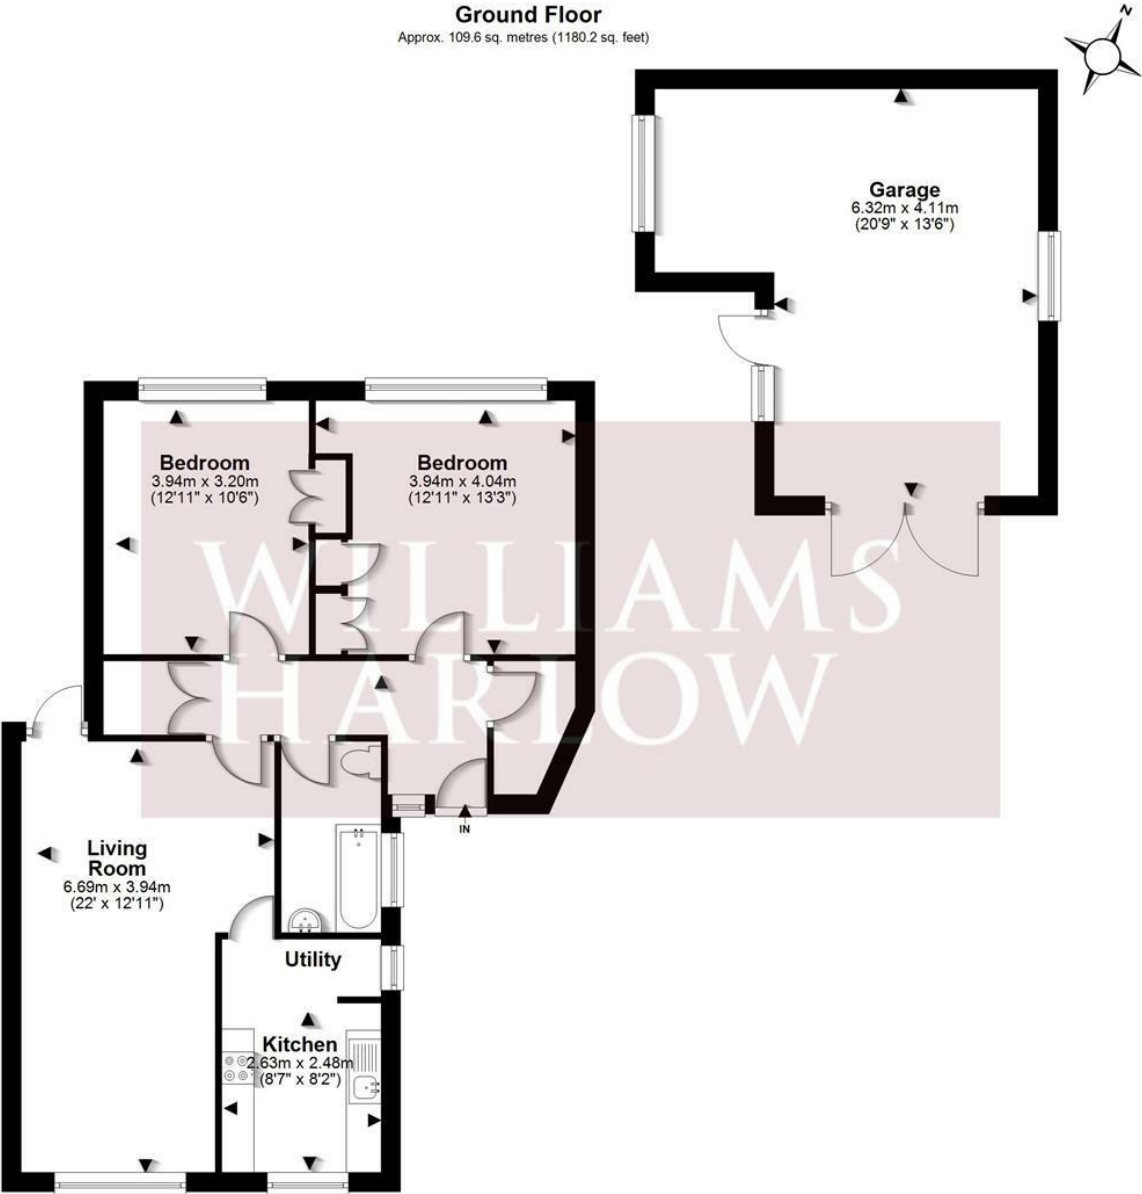 Ground Floor
Approx. 109.6 sq. metres (1180.2 sq. feet)
N
Garage
6.32m x 4.11m
(20'9" x 13'6")
Bedroom
3.94m x 3.20m
(12'11" x 10'6")
Bedroom
3.94m x 4.04m
(12'11" x 13'3")
WILLIAMS
HARLOW
IN
Living
Room
6.69m x 3.94m
(22' x 12'11")
Utility
Kitchen
2.63m x 2.48m
(8'7" x 8'2")